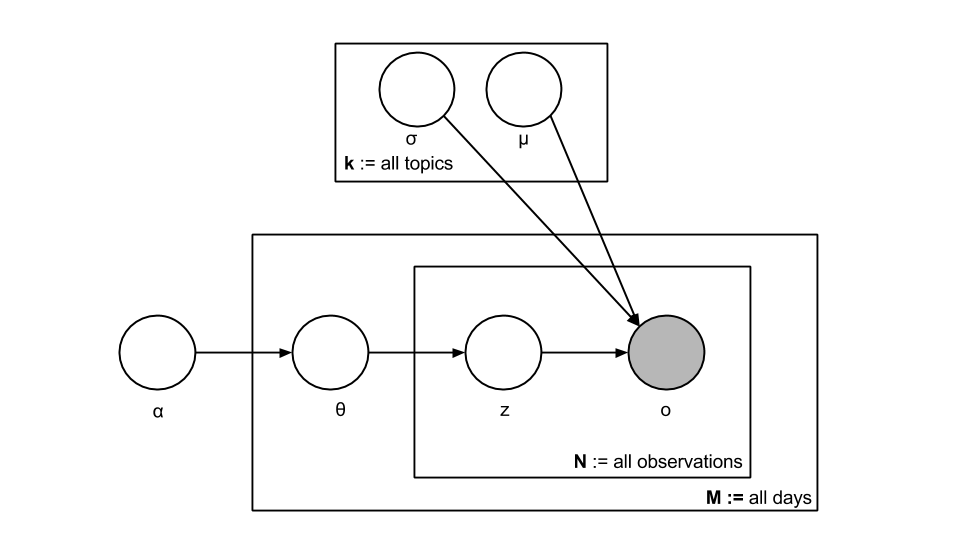 σ
μ
k := all topics
α
θ
z
o
N := all observations
M := all days